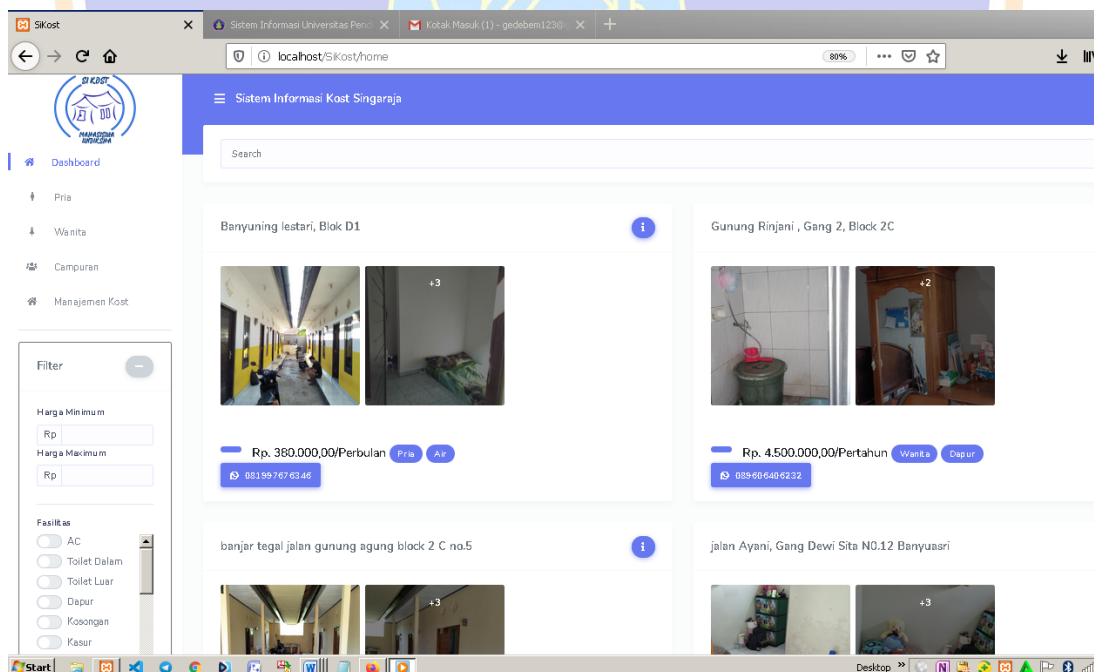 SiKost
Sistem Informasi Universitas Pend
Kotak Masuk (1) - gedebem123@
localhost/SiKost/home
80%
SI KOST
MAHASISWA
UNDIKSHA
Sistem Informasi Kost Singaraja
Search
Dashboard
Pria
Wanita
Campuran
Manajemen Kost
Filter
Harga Minimum
Rp
Harga Maximum
Rp
Fasilitas
AC
Toilet Dalam
Toilet Luar
Dapur
Kosongan
Kasur
Banyuning lestari, Blok D1
+3
Rp. 380.000,00/Perbulan Pria Air
081997676346
Gunung Rinjani , Gang 2, Block 2C
+2
Rp. 4.500.000,00/Pertahun Wanita Dapur
089606406232
banjar tegal jalan gunung agung block 2 C no.5
+3
jalan Ayani, Gang Dewi Sita N0.12 Banyuasri
+3
Start
Desktop »